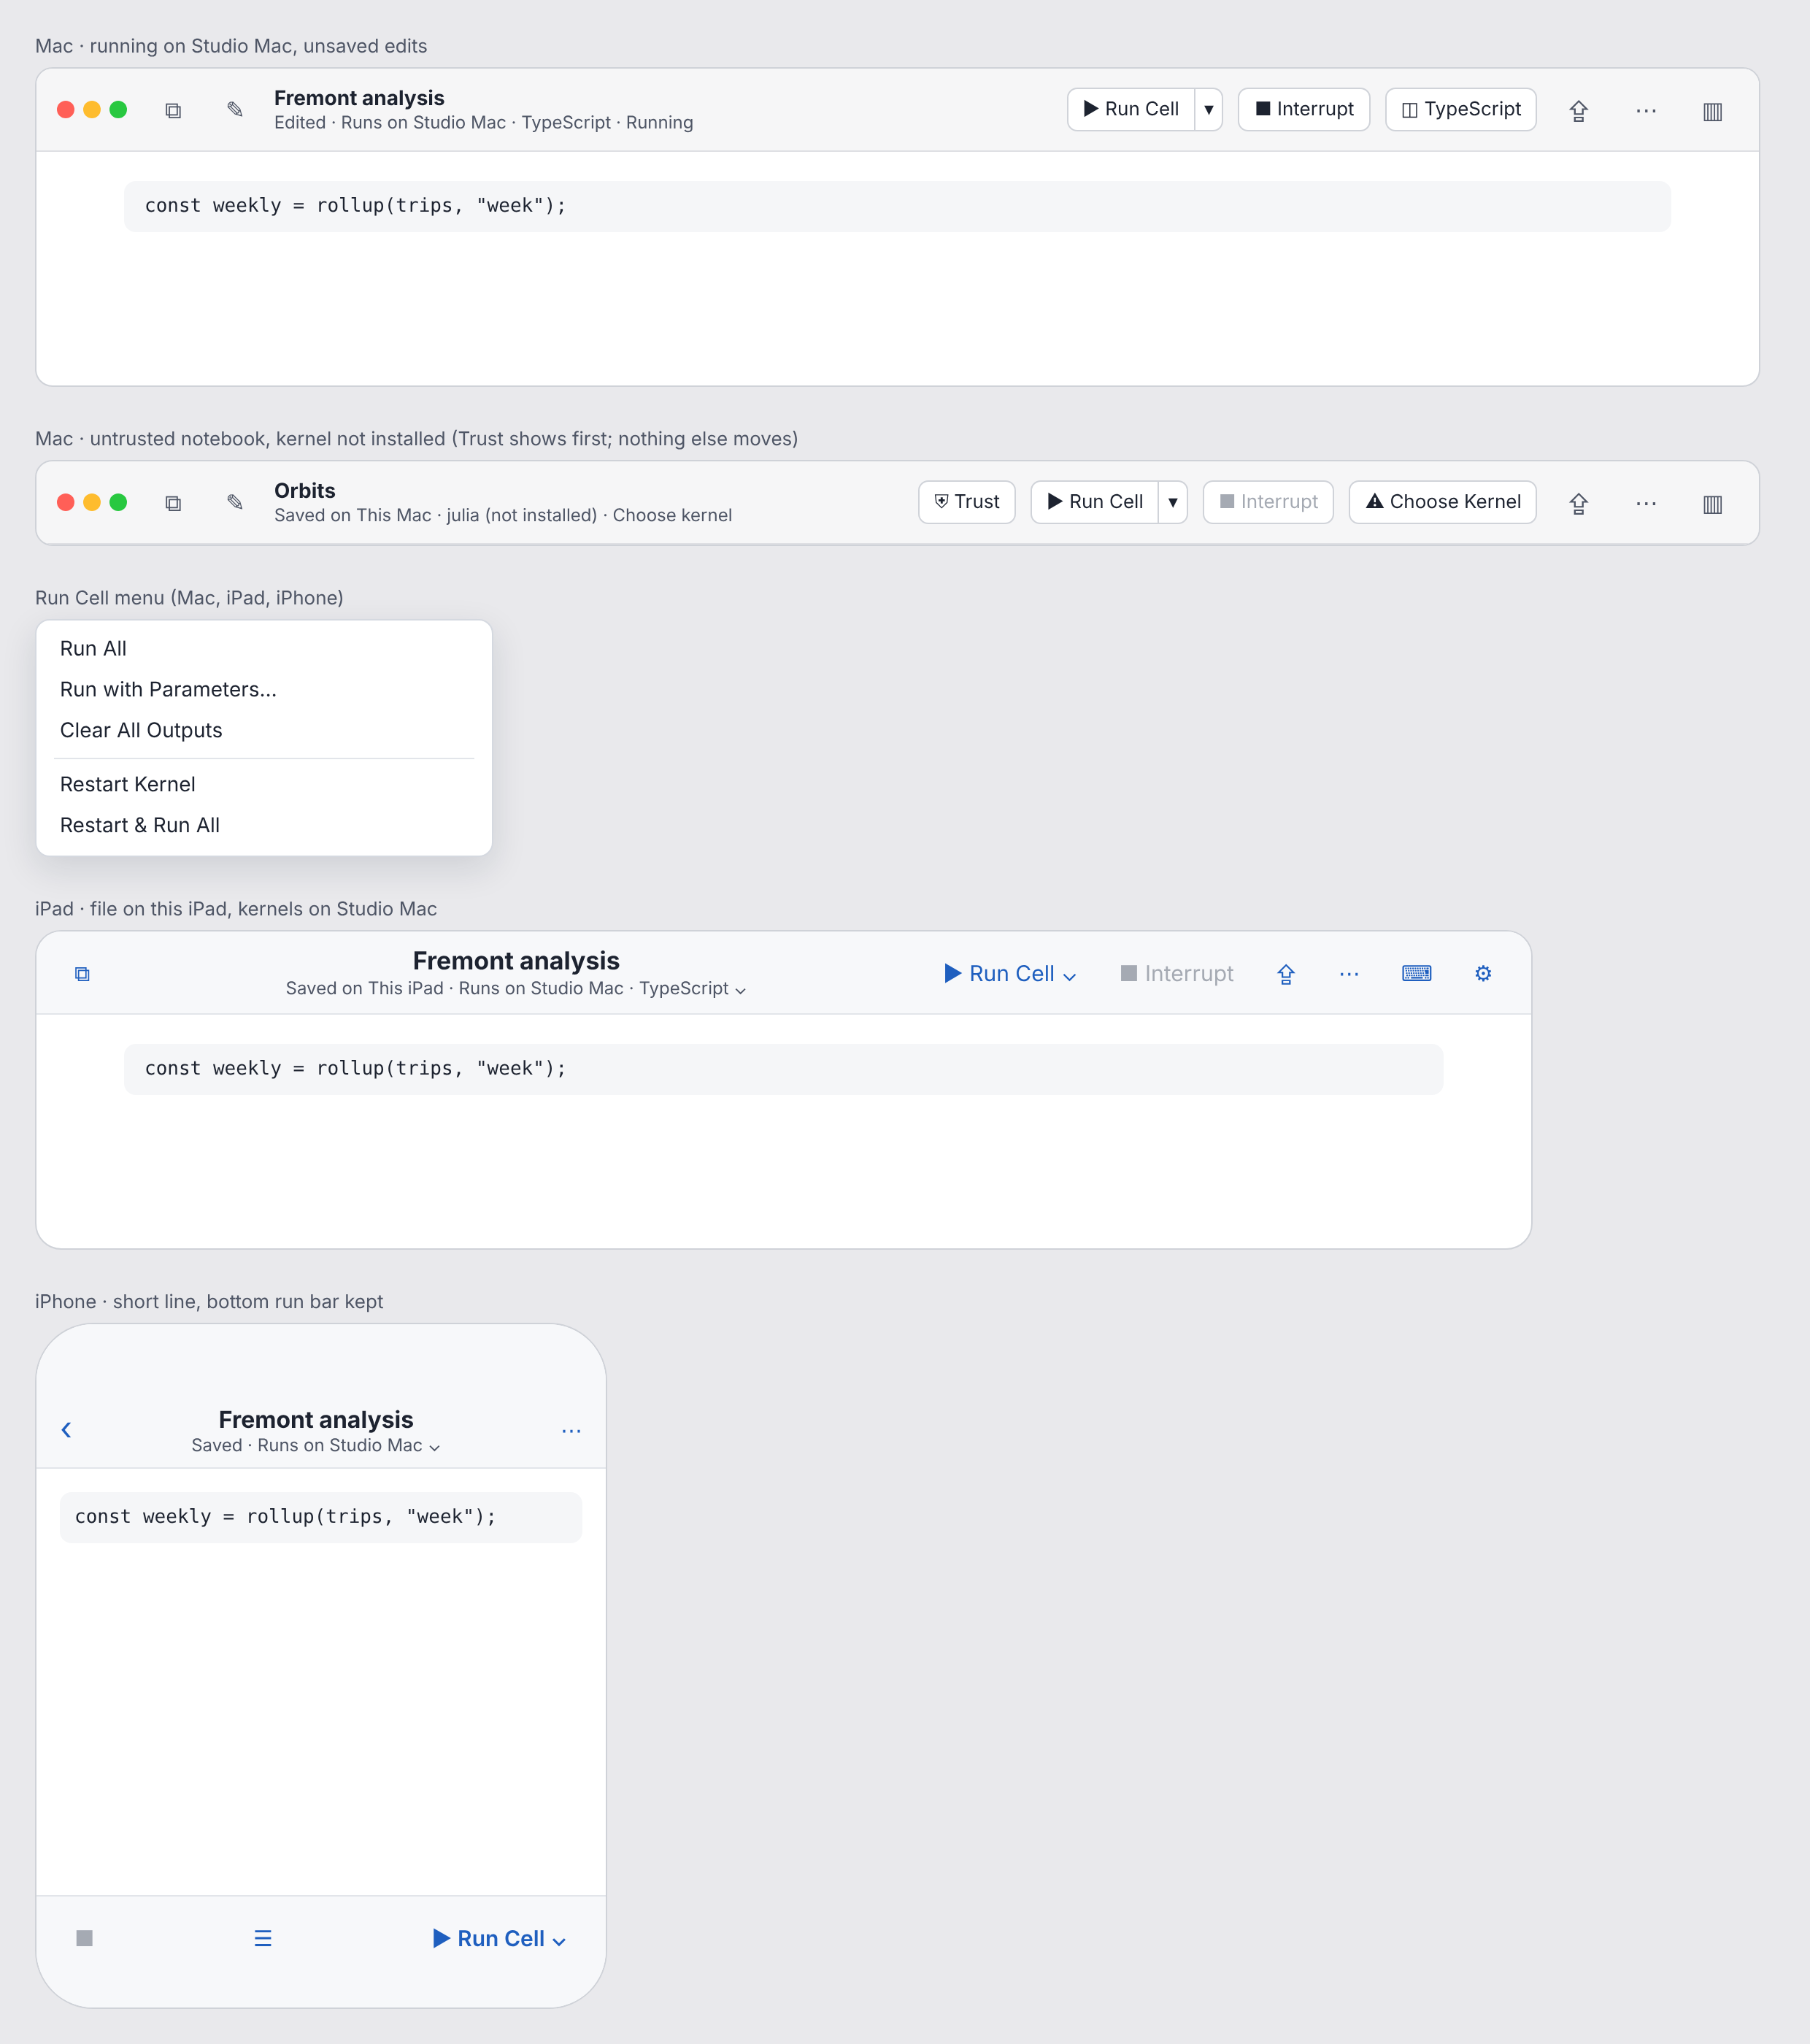 Mac · running on Studio Mac, unsaved edits
Fremont analysis
Edited · Runs on Studio Mac · TypeScript · Running
Run Cell
Interrupt
TypeScript
const weekly = rollup(trips, "week");
Mac · untrusted notebook, kernel not installed (Trust shows first; nothing else moves)
Orbits
Saved on This Mac · julia (not installed) · Choose kernel
Trust
Run Cell
Interrupt
Choose Kernel
Run Cell menu (Mac, iPad, iPhone)
Run All
Run with Parameters...
Clear All Outputs
Restart Kernel
Restart & Run All
iPad · file on this iPad, kernels on Studio Mac
Fremont analysis
Saved on This iPad · Runs on Studio Mac · TypeScript
Run Cell
Interrupt
const weekly = rollup(trips, "week");
iPhone · short line, bottom run bar kept
Fremont analysis
Saved · Runs on Studio Mac
const weekly = rollup(trips, "week");
Run Cell